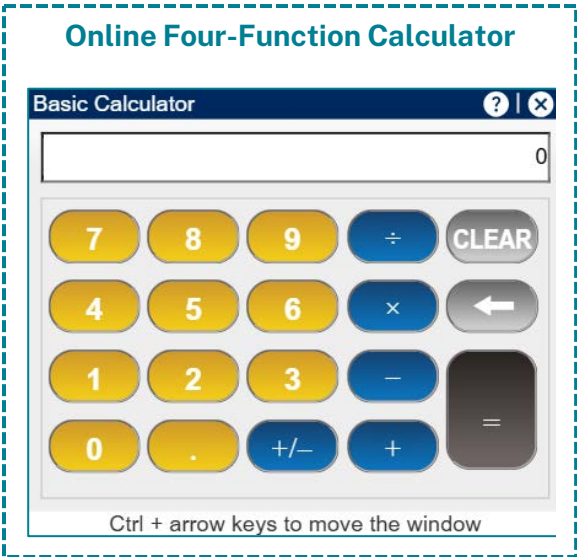 Online Four-Function Calculator
Basic Calculator ? | ×
0
7 8 9 ÷ CLEAR
4 5 6 × ←
1 2 3 − =
0 . +/− +
Ctrl + arrow keys to move the window